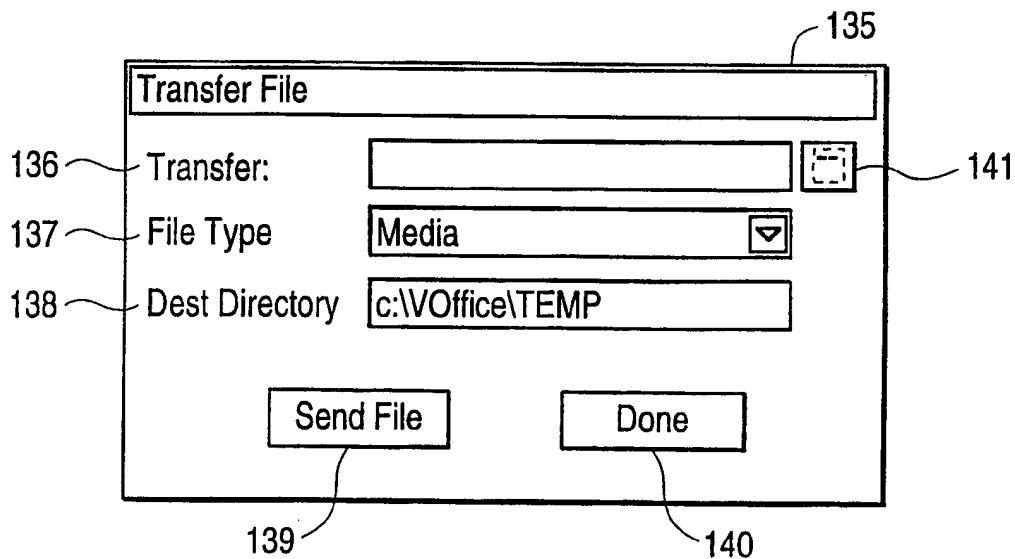 135
Transfer File
136 Transfer: 141
137 File Type Media
138 Dest Directory c:\VOffice\TEMP
Send File Done
139 140